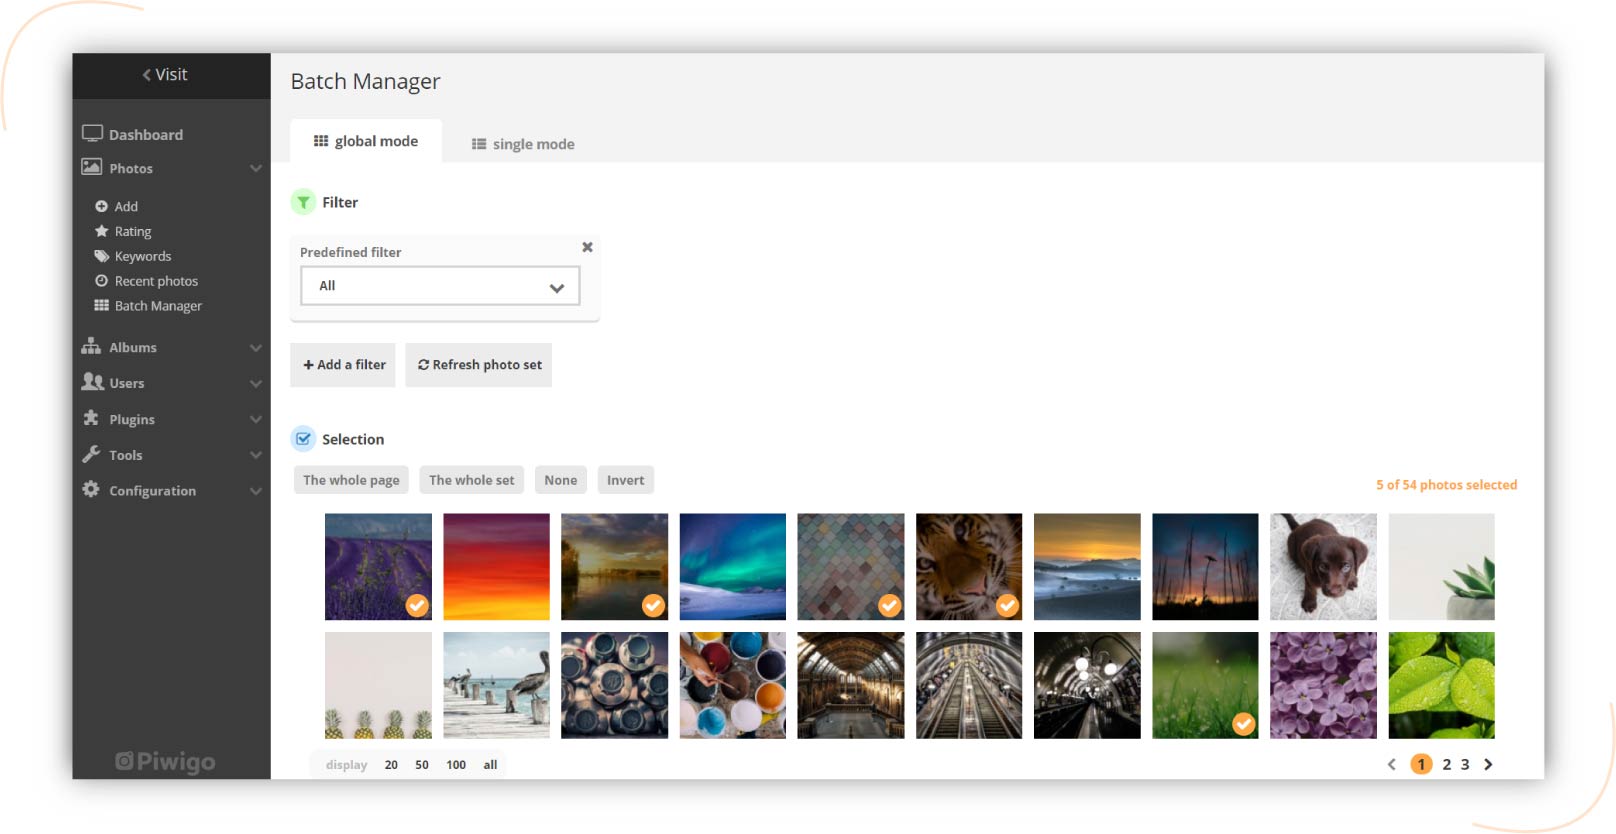 Visit
Batch Manager
Dashboard
Photos
Add
Rating
Keywords
Recent photos
Batch Manager
Albums
Users
Plugins
Tools
Configuration
Piwigo
global mode
single mode
Filter
Predefined filter
All
+ Add a filter
Refresh photo set
Selection
The whole page
The whole set
None
Invert
5 of 54 photos selected
display 20 50 100 all
1 2 3